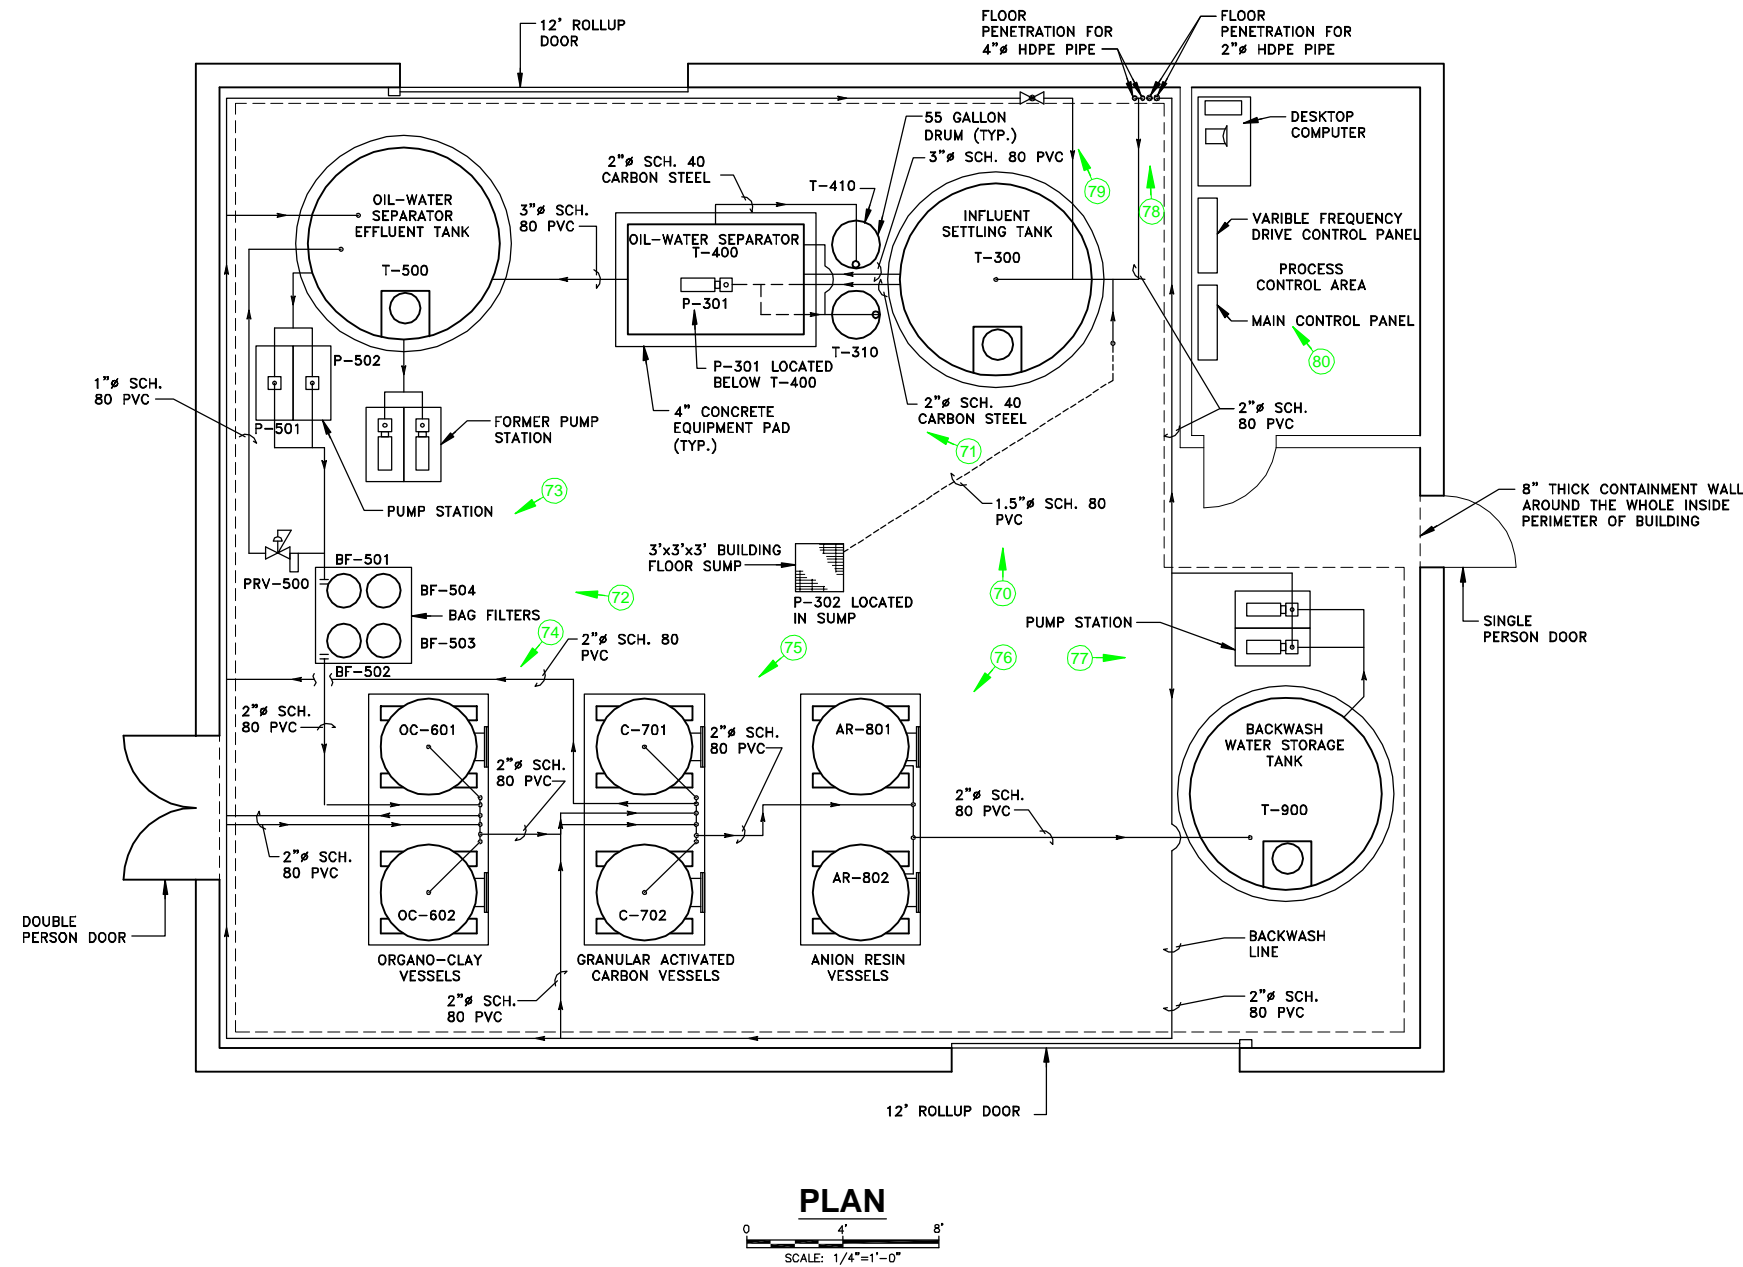 12' ROLLUP
DOOR
FLOOR
PENETRATION FOR
4"ø HDPE PIPE
FLOOR
PENETRATION FOR
2"ø HDPE PIPE
55 GALLON
DRUM (TYP.)
3"ø SCH. 80 PVC
DESKTOP
COMPUTER
2"ø SCH. 40
CARBON STEEL
T-410
79
78
OIL-WATER
SEPARATOR
EFFLUENT TANK
T-500
3"ø SCH.
80 PVC
OIL-WATER SEPARATOR
T-400
P-301
INFLUENT
SETTLING TANK
T-300
VARIBLE FREQUENCY
DRIVE CONTROL PANEL
PROCESS
CONTROL AREA
MAIN CONTROL PANEL
80
T-310
P-502
P-301 LOCATED
BELOW T-400
1"ø SCH.
80 PVC
P-501
FORMER PUMP
STATION
4" CONCRETE
EQUIPMENT PAD
(TYP.)
2"ø SCH. 40
CARBON STEEL
2"ø SCH.
80 PVC
71
73
PUMP STATION
1.5"ø SCH. 80
PVC
8" THICK CONTAINMENT WALL
AROUND THE WHOLE INSIDE
PERIMETER OF BUILDING
3'x3'x3' BUILDING
FLOOR SUMP
P-302 LOCATED
IN SUMP
BF-501
PRV-500
BF-504
BAG FILTERS
BF-503
BF-502
72
70
74
75
76
77
PUMP STATION
SINGLE
PERSON DOOR
2"ø SCH. 80
PVC
2"ø SCH.
80 PVC
OC-601
C-701
2"ø SCH.
80 PVC
AR-801
BACKWASH
WATER STORAGE
TANK
T-900
2"ø SCH.
80 PVC
2"ø SCH.
80 PVC
2"ø SCH.
80 PVC
OC-602
C-702
AR-802
DOUBLE
PERSON DOOR
BACKWASH
LINE
ORGANO-CLAY
VESSELS
GRANULAR ACTIVATED
CARBON VESSELS
ANION RESIN
VESSELS
2"ø SCH.
80 PVC
2"ø SCH.
80 PVC
12' ROLLUP DOOR
PLAN
0 4' 8'
SCALE: 1/4"=1'-0"